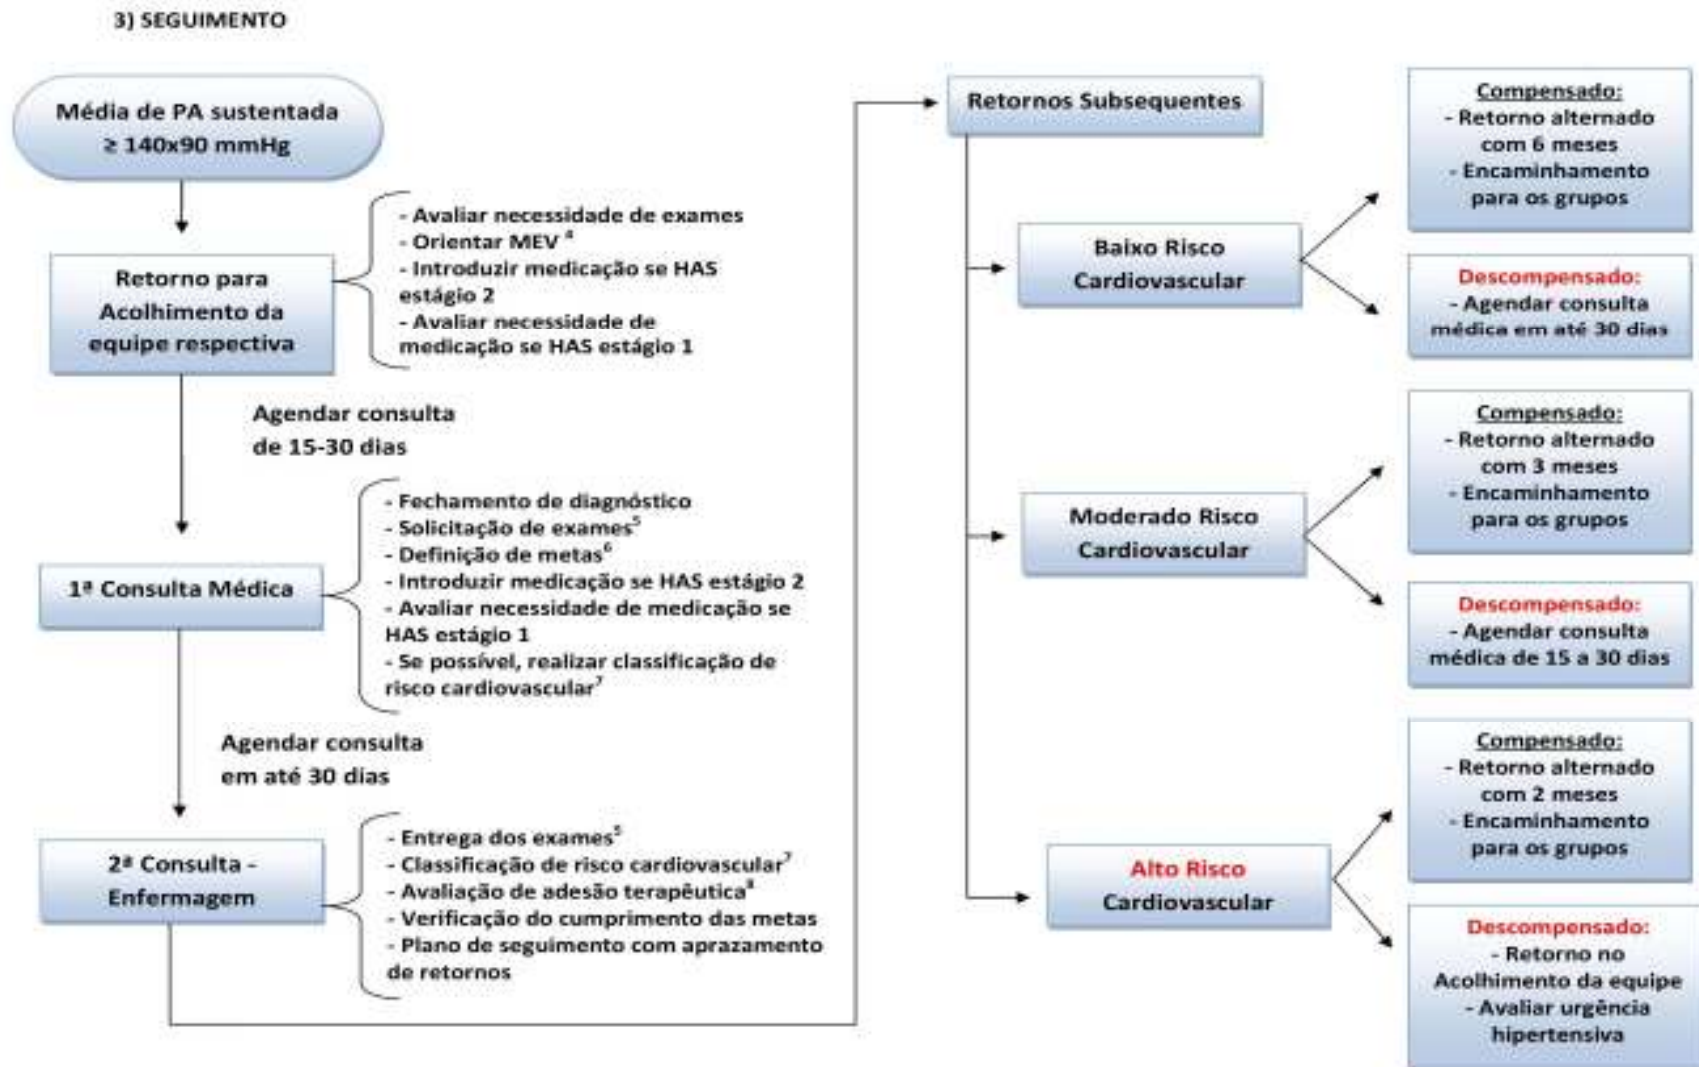 3) SEGUIMENTO
Média de PA sustentada
≥ 140x90 mmHg
Retorno para
Acolhimento da
equipe respectiva
- Avaliar necessidade de exames
- Orientar MEV ⁴
- Introduzir medicação se HAS
estágio 2
- Avaliar necessidade de
medicação se HAS estágio 1
Agendar consulta
de 15-30 dias
1ª Consulta Médica
- Fechamento de diagnóstico
- Solicitação de exames⁵
- Definição de metas⁶
- Introduzir medicação se HAS estágio 2
- Avaliar necessidade de medicação se
HAS estágio 1
- Se possível, realizar classificação de
risco cardiovascular⁷
Agendar consulta
em até 30 dias
2ª Consulta -
Enfermagem
- Entrega dos exames⁵
- Classificação de risco cardiovascular⁷
- Avaliação de adesão terapêutica⁸
- Verificação do cumprimento das metas
- Plano de seguimento com aprazamento
de retornos
Retornos Subsequentes
Baixo Risco
Cardiovascular
Compensado:
- Retorno alternado
com 6 meses
- Encaminhamento
para os grupos
Descompensado:
- Agendar consulta
médica em até 30 dias
Moderado Risco
Cardiovascular
Compensado:
- Retorno alternado
com 3 meses
- Encaminhamento
para os grupos
Descompensado:
- Agendar consulta
médica de 15 a 30 dias
Alto Risco
Cardiovascular
Compensado:
- Retorno alternado
com 2 meses
- Encaminhamento
para os grupos
Descompensado:
- Retorno no
Acolhimento da equipe
- Avaliar urgência
hipertensiva